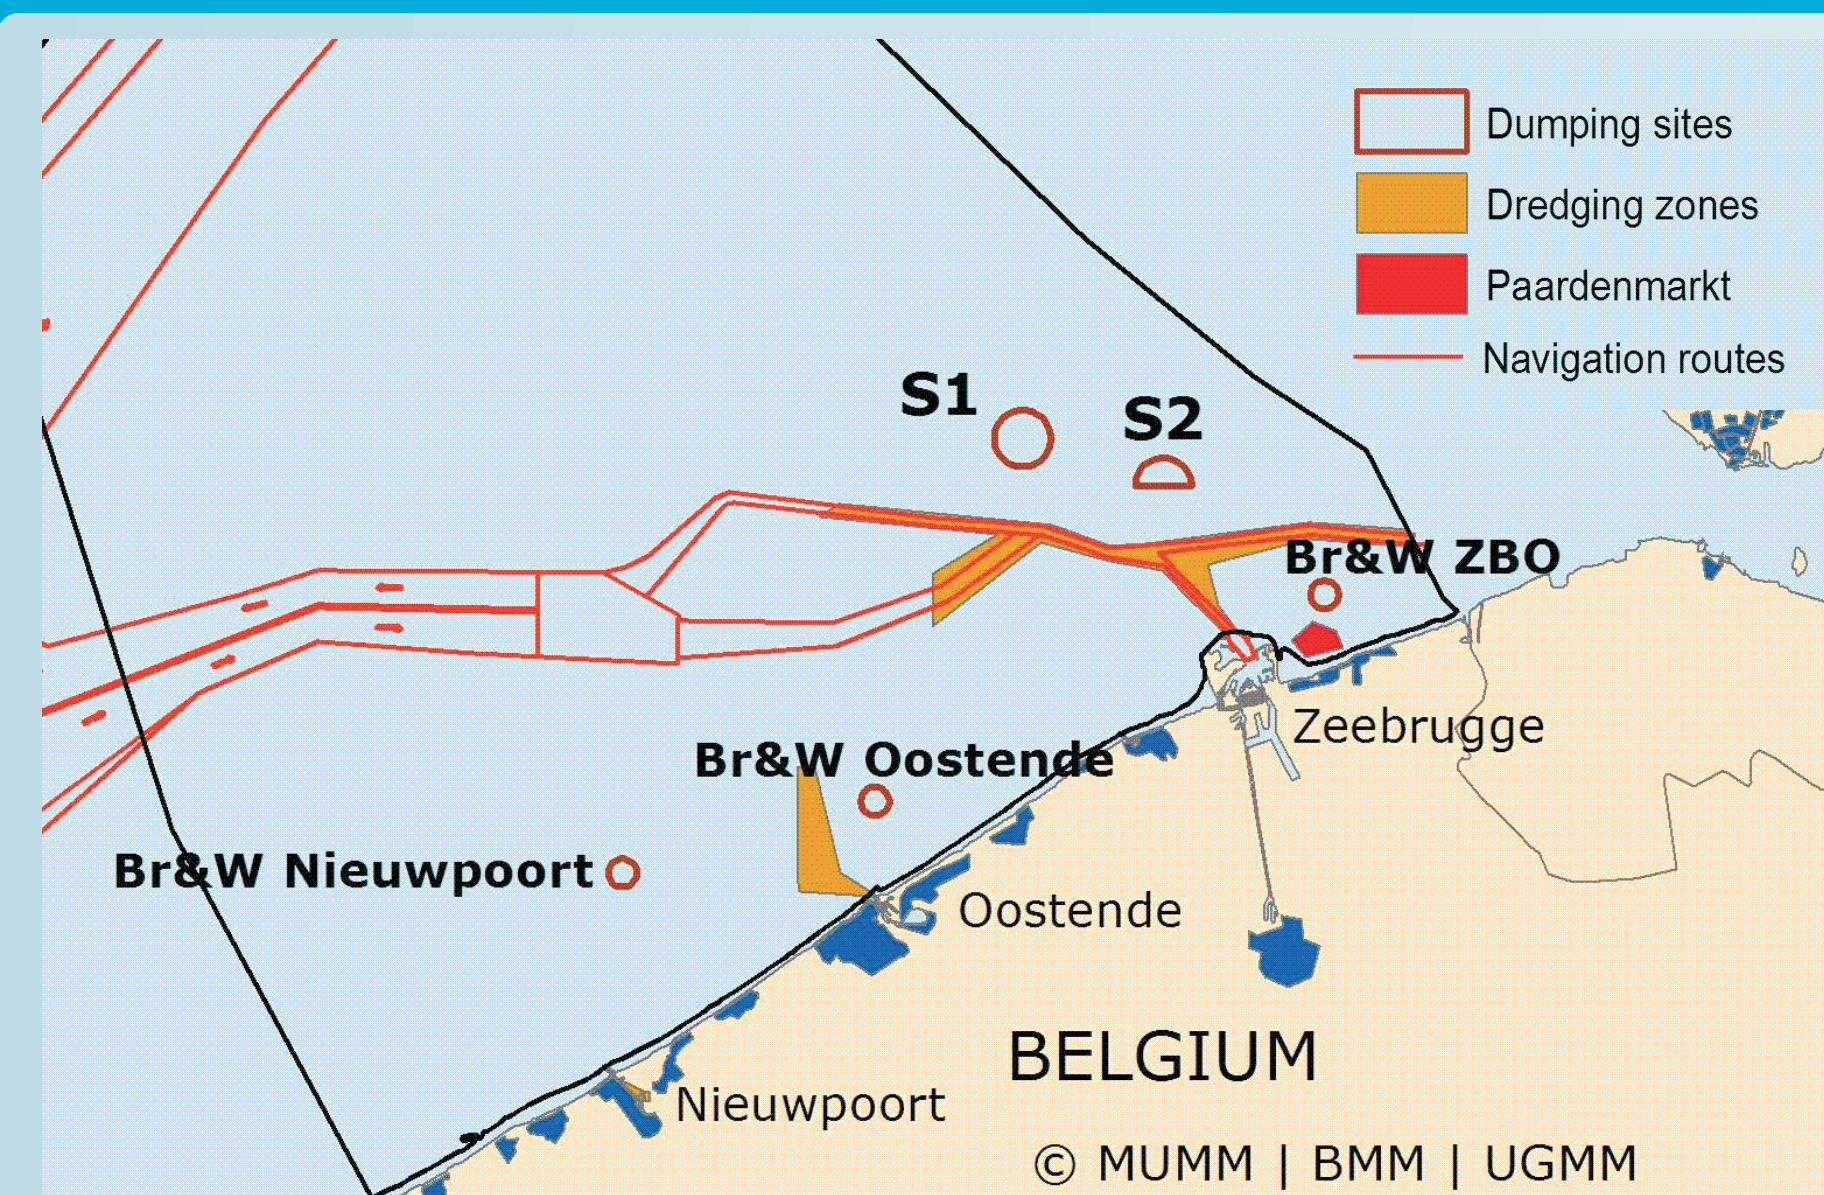 Dumping sites
Dredging zones
Paardenmarkt
Navigation routes
S1
S2
Br&W ZBO
Zeebrugge
Br&W Oostende
Br&W Nieuwpoort
Oostende
BELGIUM
Nieuwpoort
© MUMM | BMM | UGMM